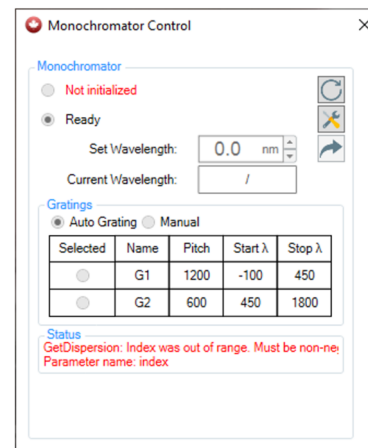 Monochromator Control
Monochromator
Not initialized
Ready
Set Wavelength: 0.0 nm
Current Wavelength: /
Gratings
Auto Grating Manual
Selected Name Pitch Start λ Stop λ
G1 1200 -100 450
G2 600 450 1800
Status
GetDispersion: Index was out of range. Must be non-neg
Parameter name: index